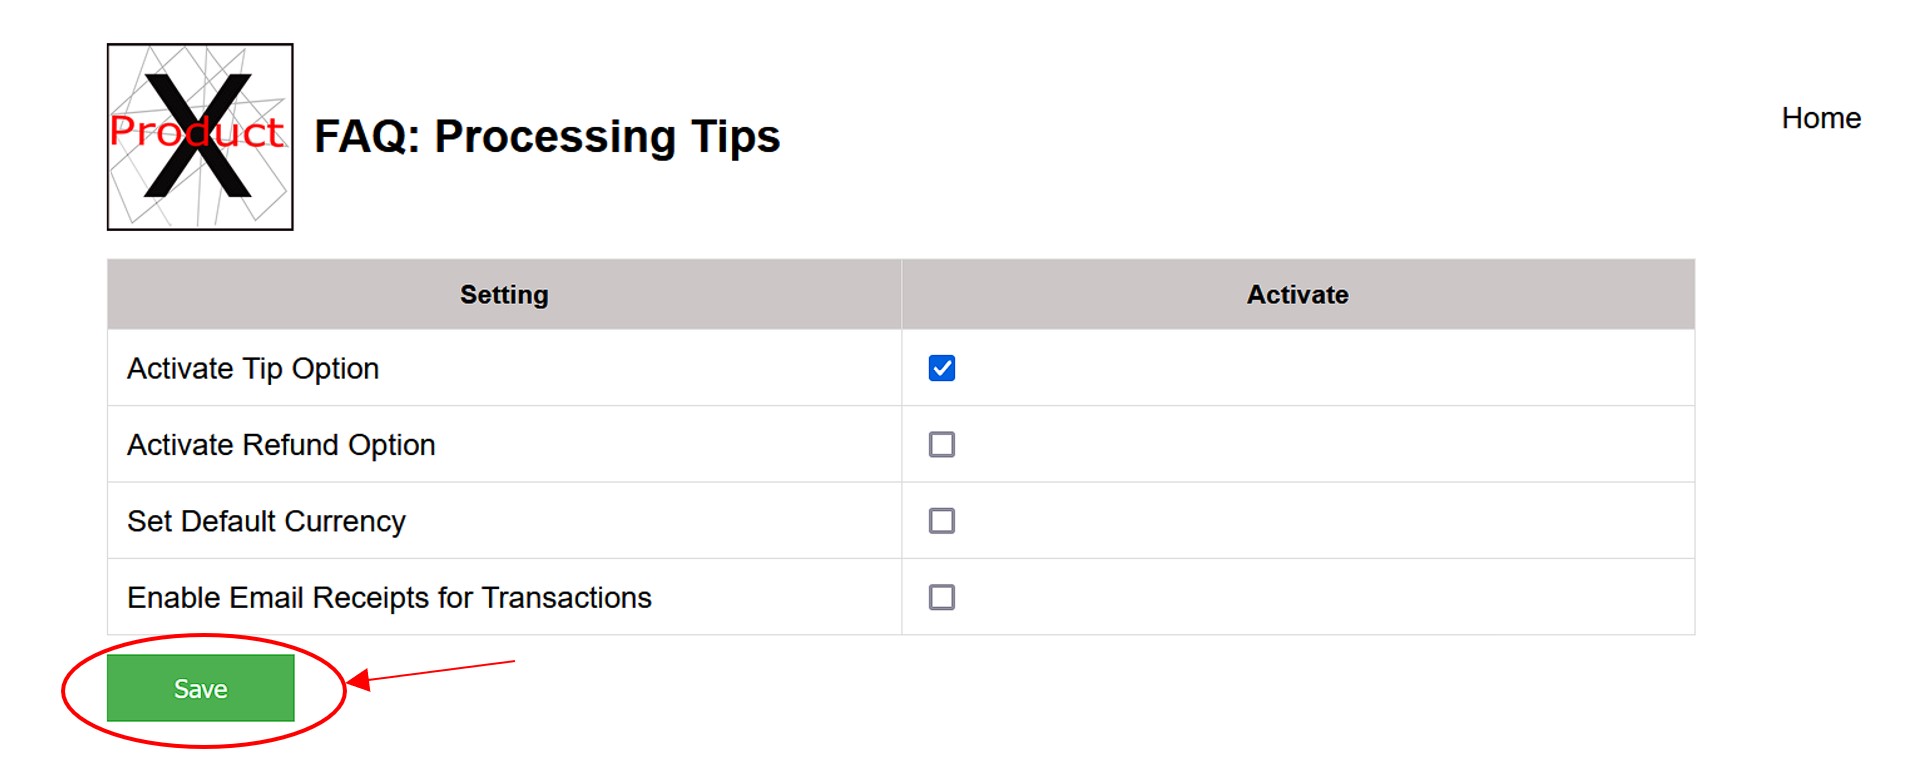 X
Product
FAQ: Processing Tips
Home
Setting Activate
Activate Tip Option
Activate Refund Option
Set Default Currency
Enable Email Receipts for Transactions
Save